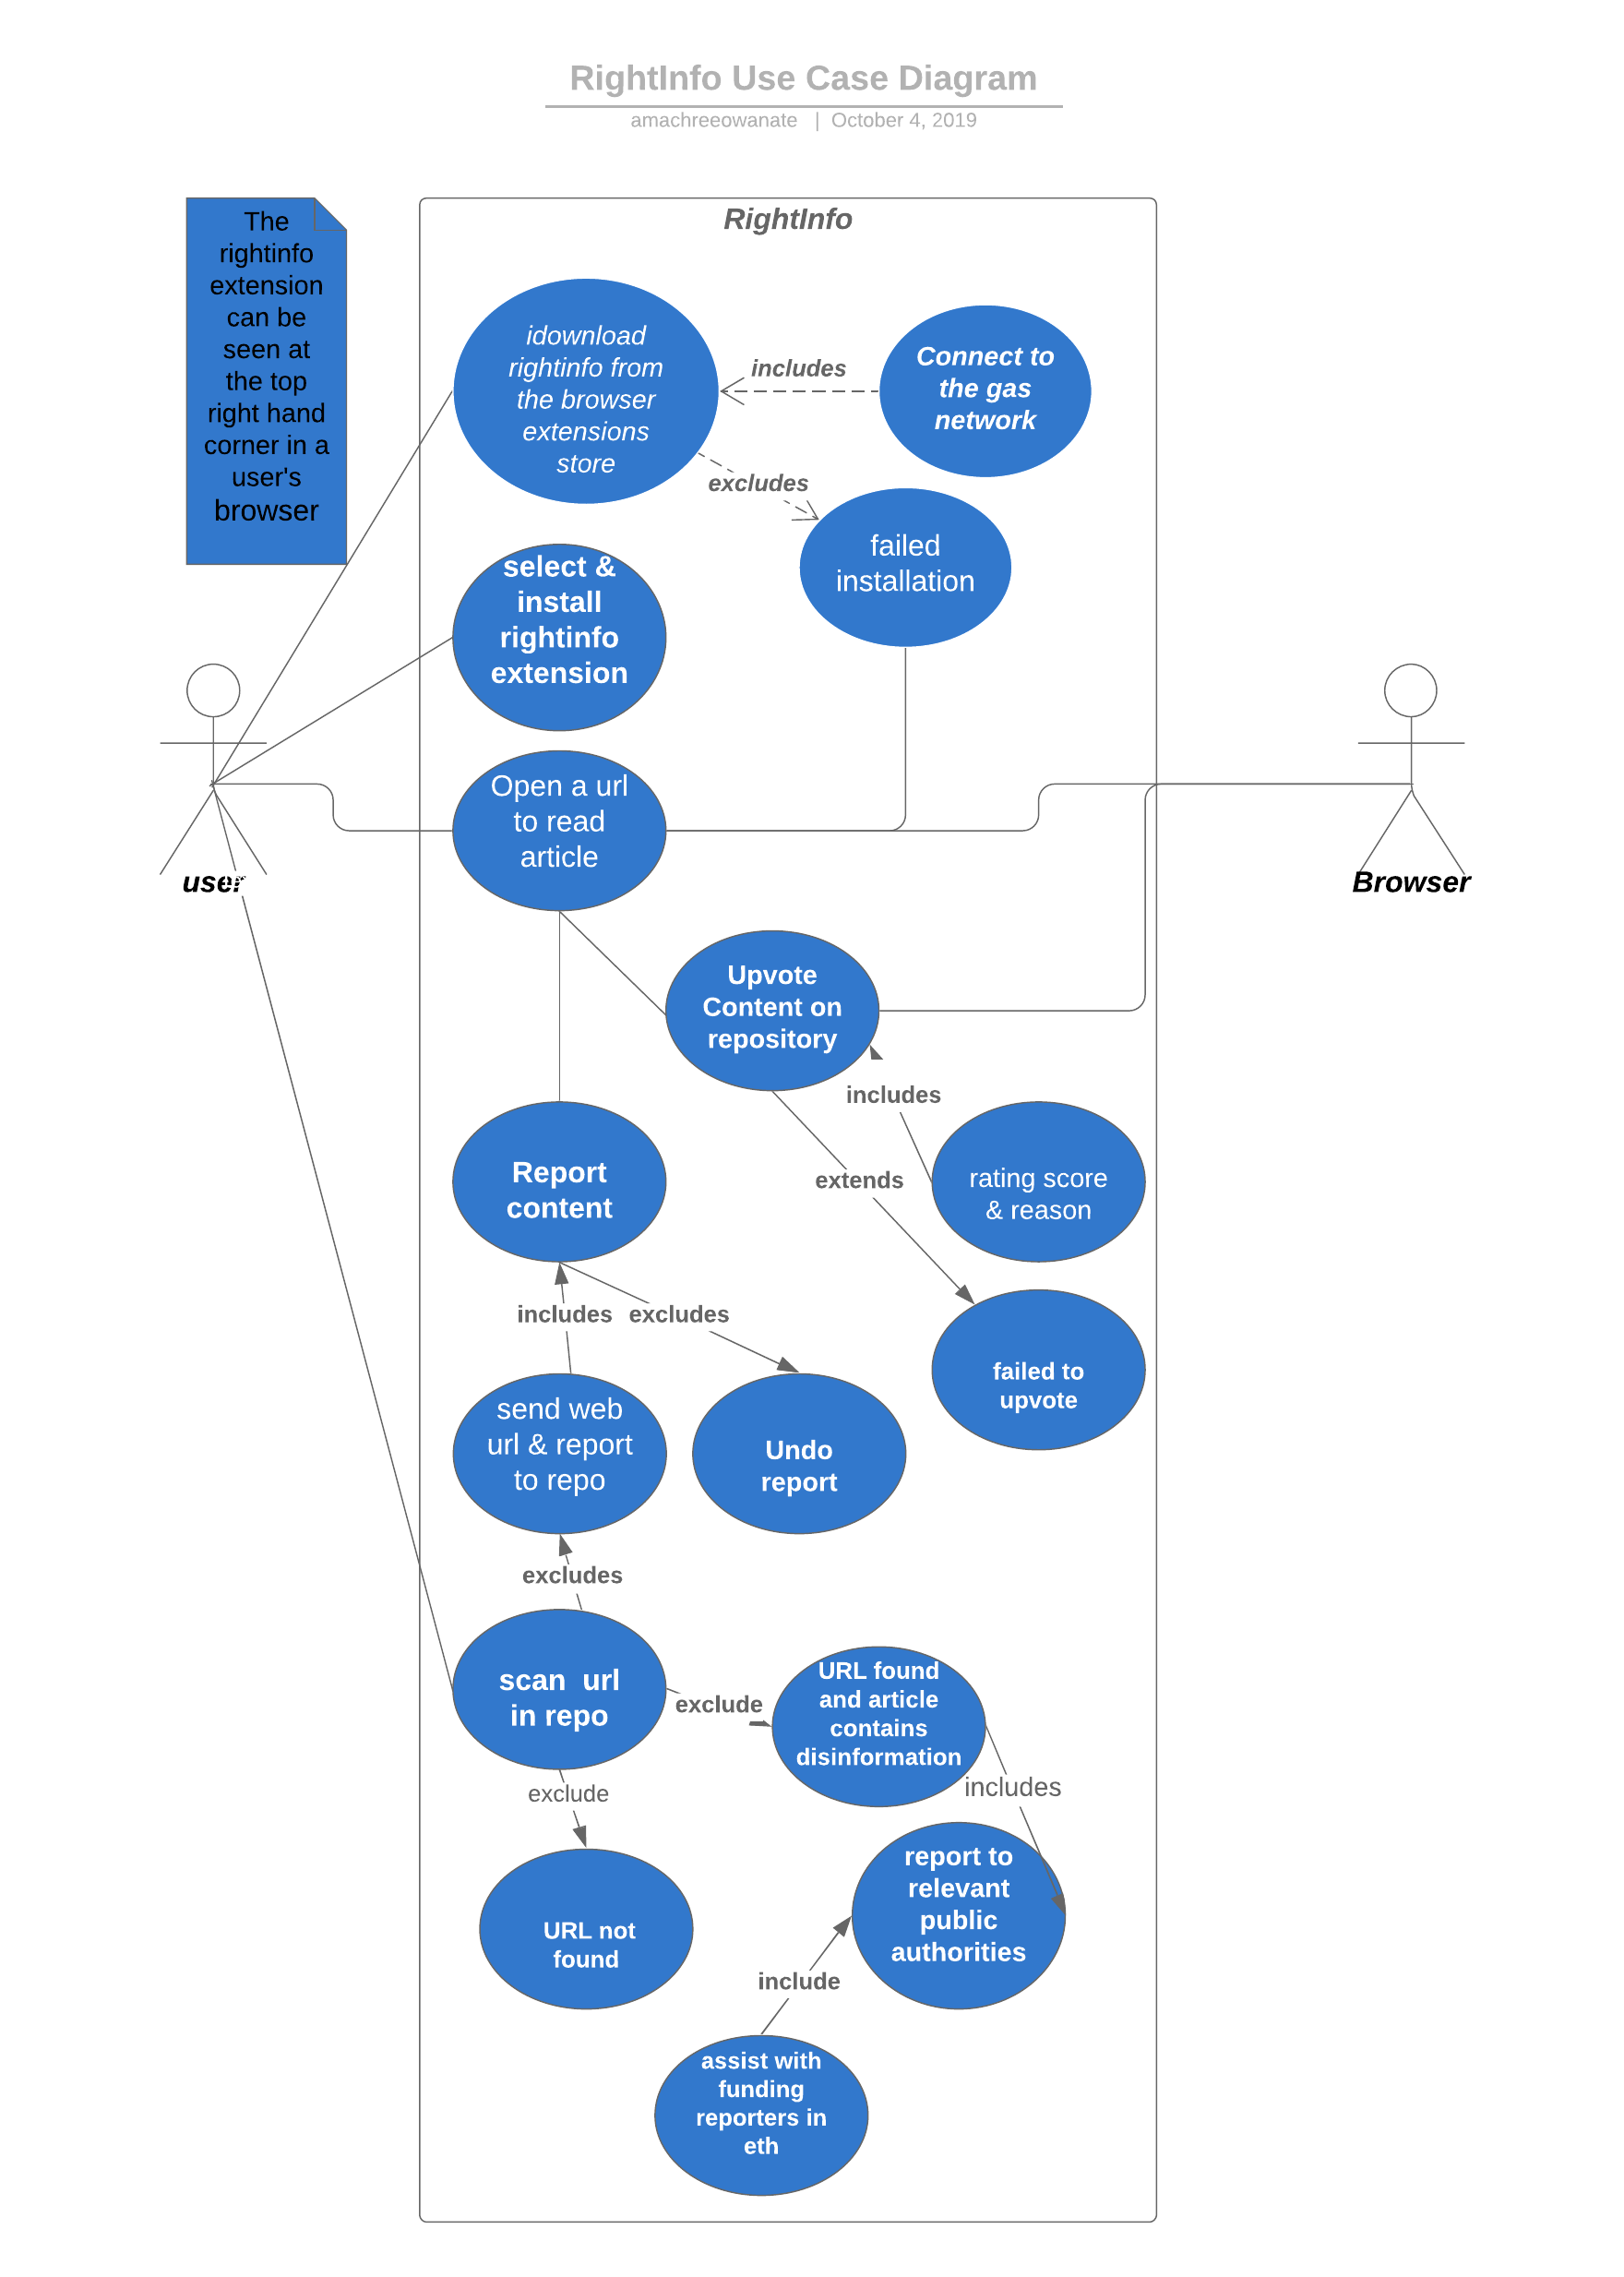 RightInfo Use Case Diagram
amachreeowanate | October 4, 2019
The
rightinfo
extension
can be
seen at
the top
right hand
corner in a
user's
browser
RightInfo
idownload
rightinfo from
the browser
extensions
store
includes
Connect to
the gas
network
excludes
failed
installation
select &
install
rightinfo
extension
Open a url
to read
article
user
Browser
Upvote
Content on
repository
includes
extends
rating score
& reason
Report
content
includes
excludes
failed to
upvote
send web
url & report
to repo
Undo
report
excludes
scan url
in repo
exclude
URL found
and article
contains
disinformation
exclude
includes
URL not
found
report to
relevant
public
authorities
include
assist with
funding
reporters in
eth